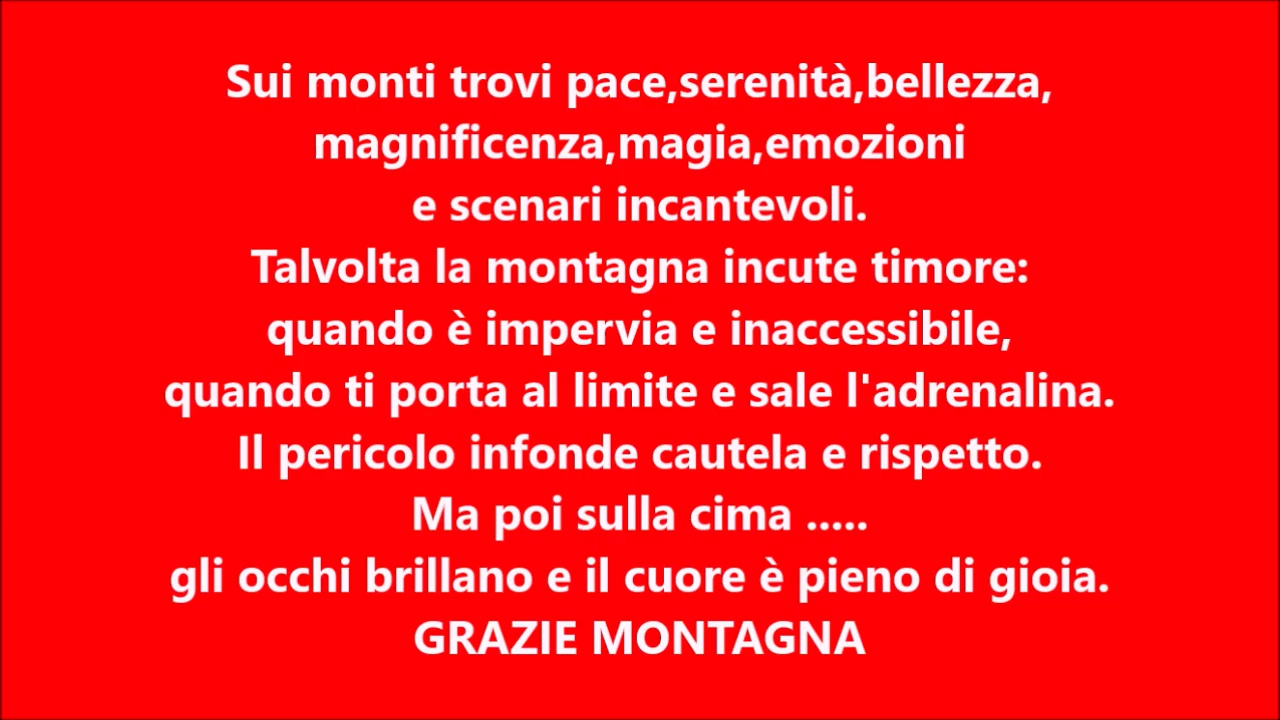 Sui monti trovi pace,serenità,bellezza,
magnificenza,magia,emozioni
e scenari incantevoli.
Talvolta la montagna incute timore:
quando è impervia e inaccessibile,
quando ti porta al limite e sale l'adrenalina.
Il pericolo infonde cautela e rispetto.
Ma poi sulla cima .....
gli occhi brillano e il cuore è pieno di gioia.
GRAZIE MONTAGNA